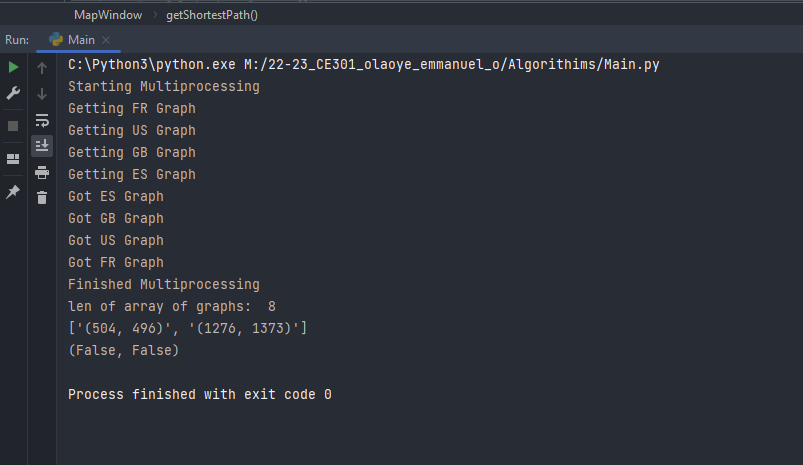 MapWindow > getShortestPath()
Run: Main ×
C:\Python3\python.exe M:/22-23_CE301_olaoye_emmanuel_o/Algorithims/Main.py
Starting Multiprocessing
Getting FR Graph
Getting US Graph
Getting GB Graph
Getting ES Graph
Got ES Graph
Got GB Graph
Got US Graph
Got FR Graph
Finished Multiprocessing
len of array of graphs:  8
['(504, 496)', '(1276, 1373)']
(False, False)
Process finished with exit code 0